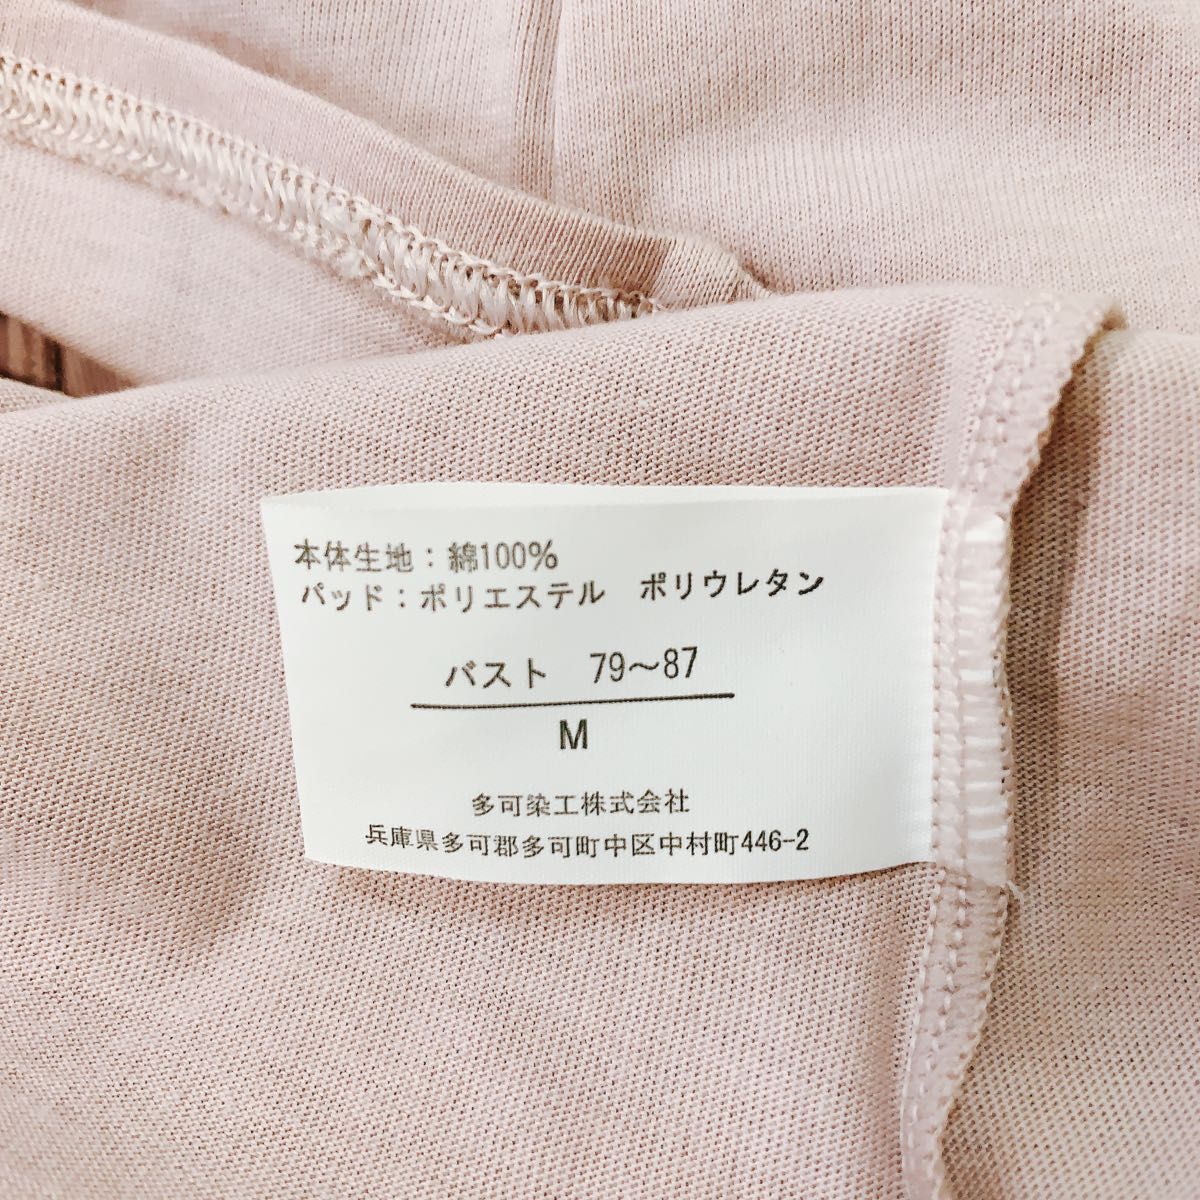 本体生地：綿100%
パッド：ポリエステル　ポリウレタン
バスト　79〜87
M
多可染工株式会社
兵庫県多可郡多可町中区中村町446-2